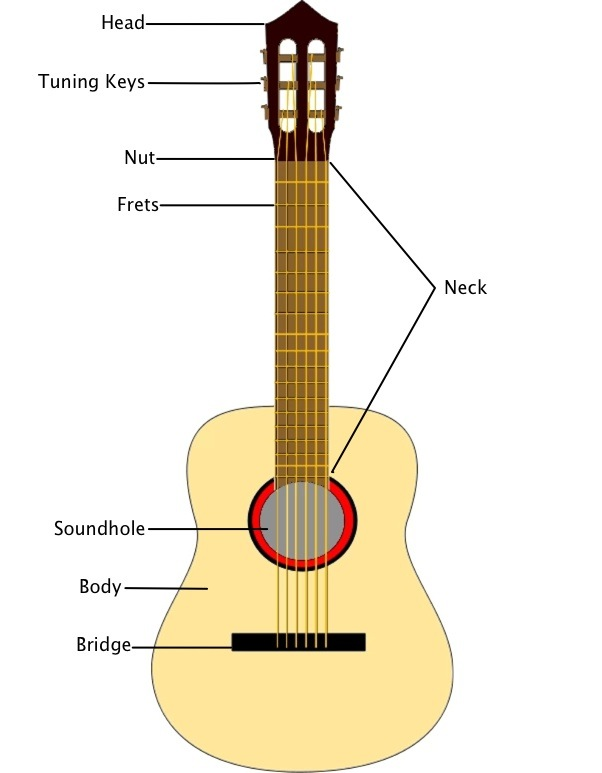 Head
Tuning Keys
Nut
Frets
Neck
Soundhole
Body
Bridge